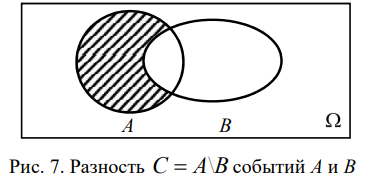 A B Ω
Рис. 7. Разность C = A\B событий A и B